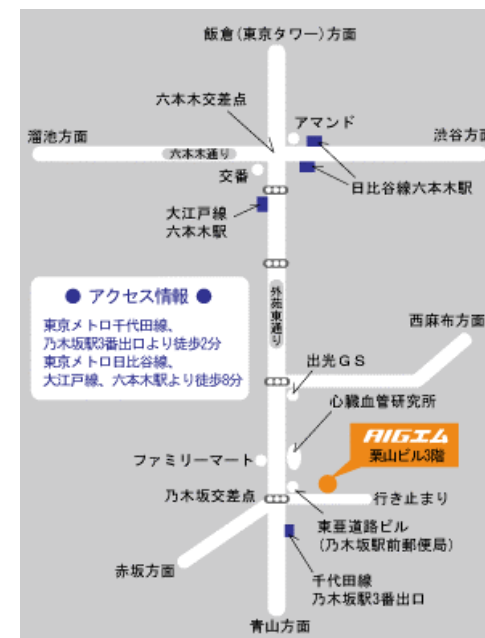 飯倉(東京タワー)方面
六本木交差点
アマンド
溜池方面
六本木通り
渋谷方面
交番
日比谷線六本木駅
大江戸線
六本木駅
● アクセス情報 ●
東京メトロ千代田線、
乃木坂駅3番出口より徒歩2分
東京メトロ日比谷線、
大江戸線、六本木駅より徒歩8分
外苑東通り
西麻布方面
出光GS
心臓血管研究所
AIGエム
栗山ビル3階
ファミリーマート
乃木坂交差点
行き止まり
東亜道路ビル
(乃木坂駅前郵便局)
赤坂方面
千代田線
乃木坂駅3番出口
青山方面